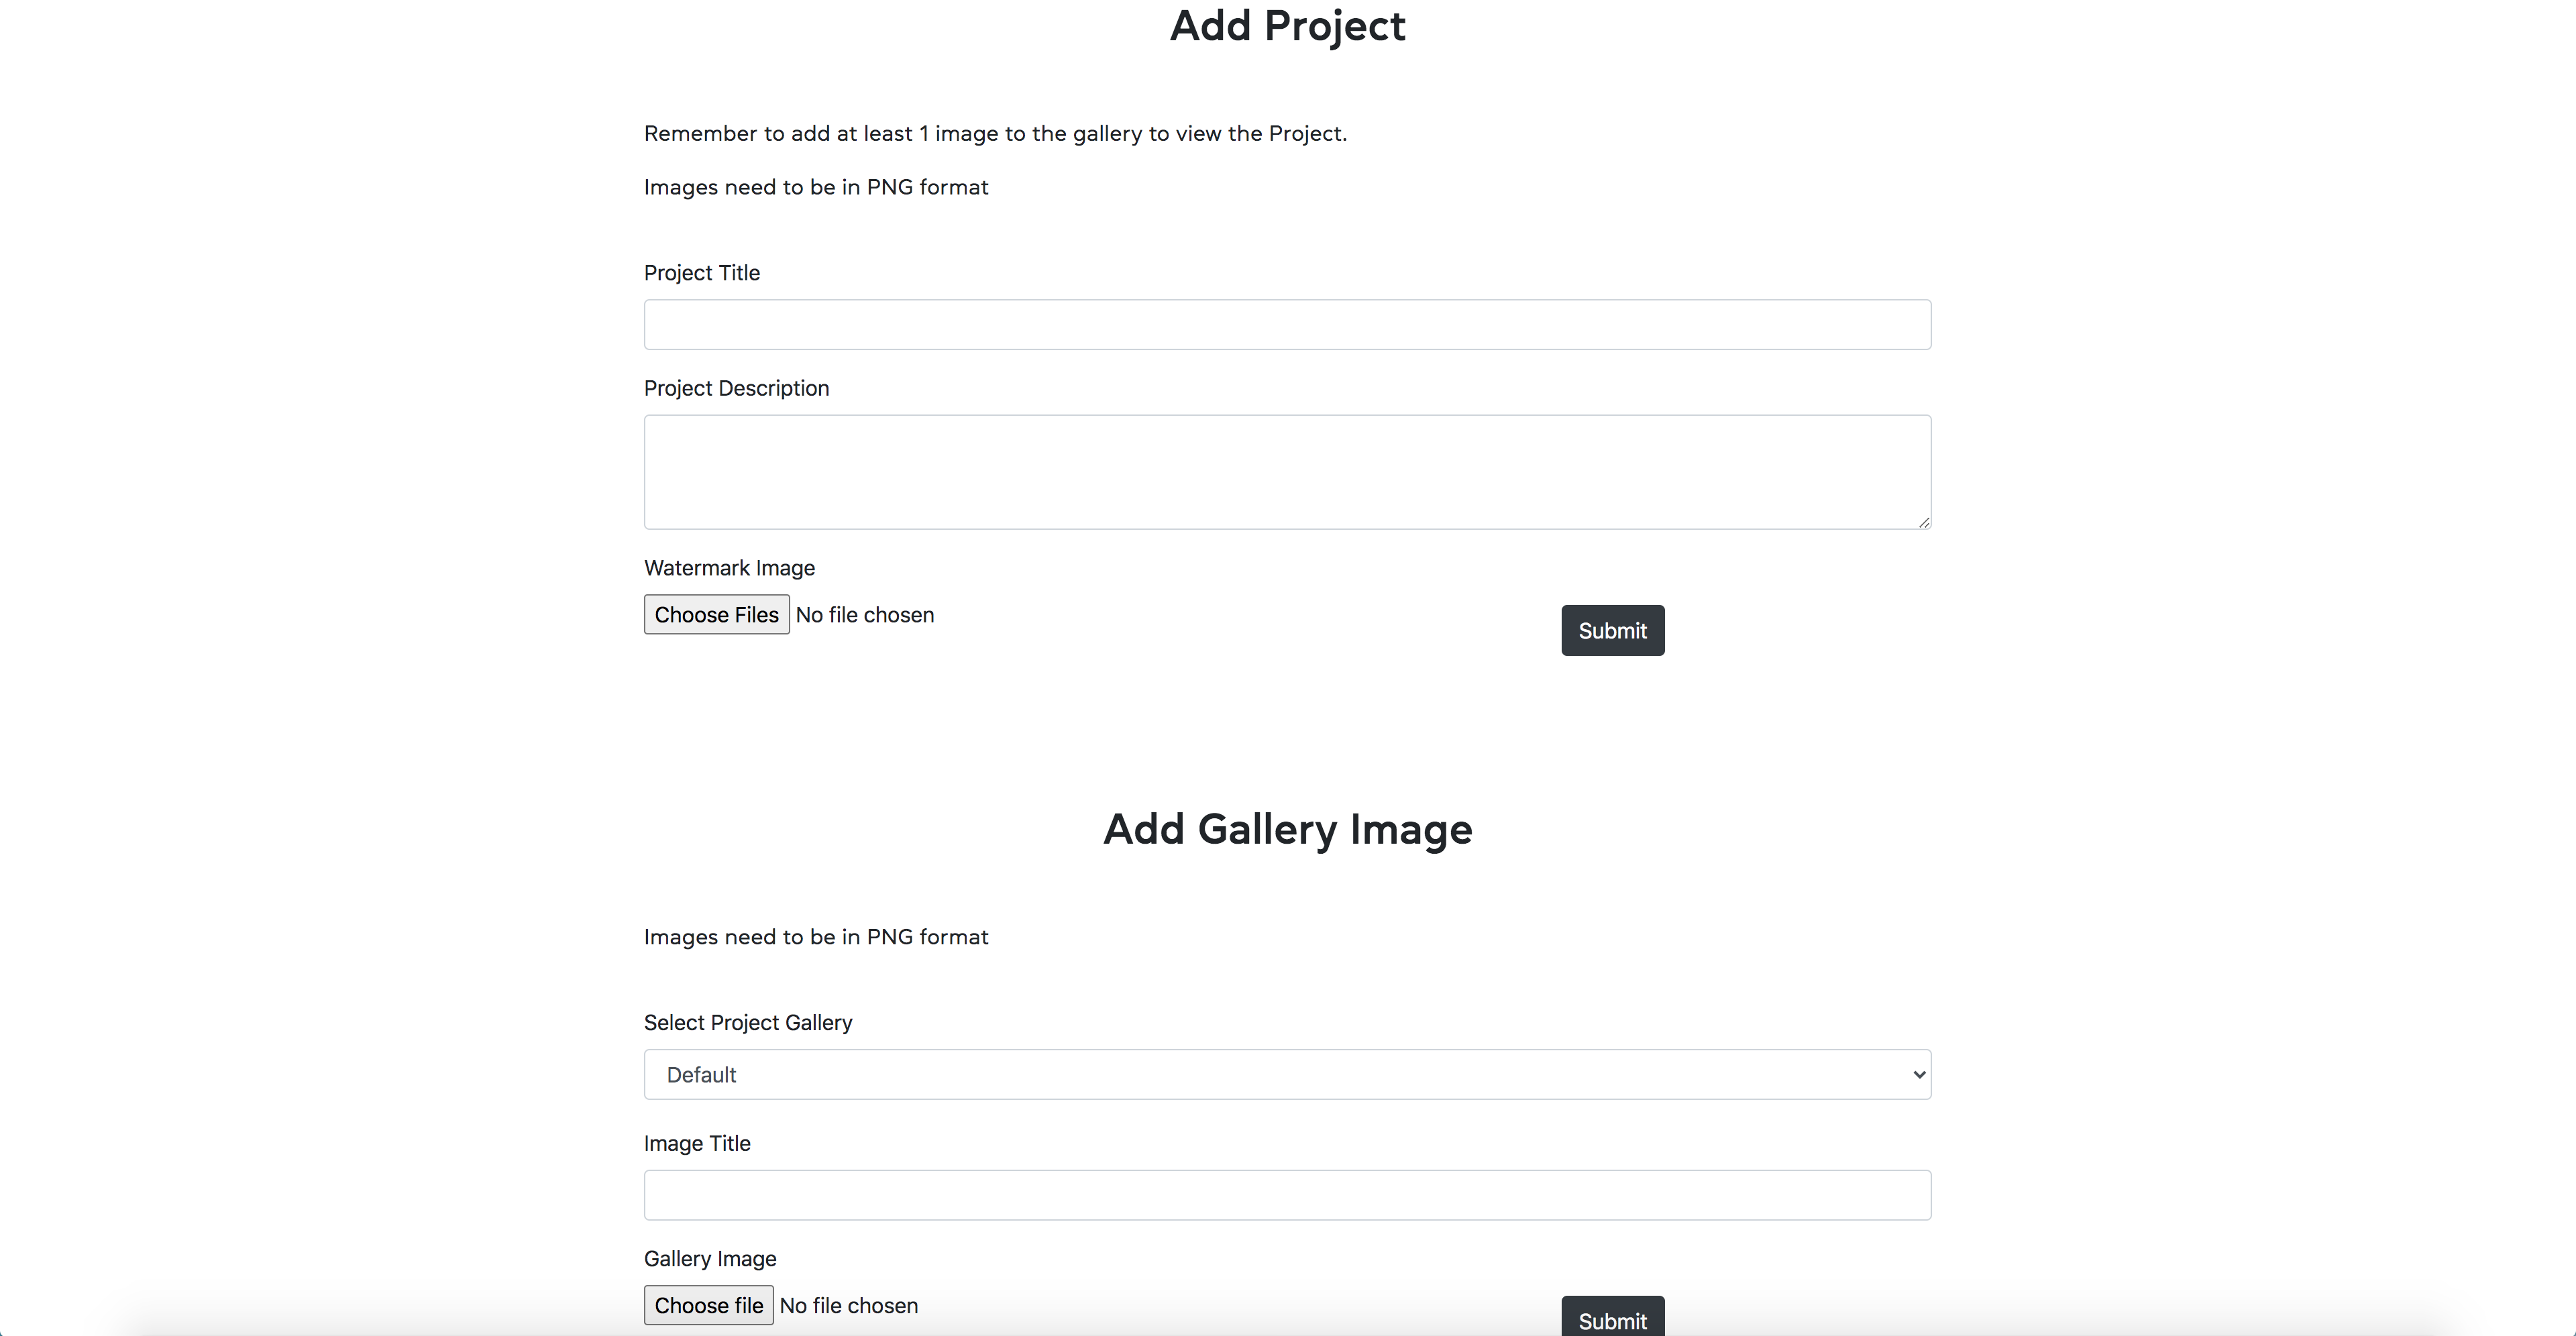 Add Project
Remember to add at least 1 image to the gallery to view the Project.
Images need to be in PNG format
Project Title
Project Description
Watermark Image
Choose Files No file chosen
Submit
Add Gallery Image
Images need to be in PNG format
Select Project Gallery
Default
Image Title
Gallery Image
Choose file No file chosen
Submit